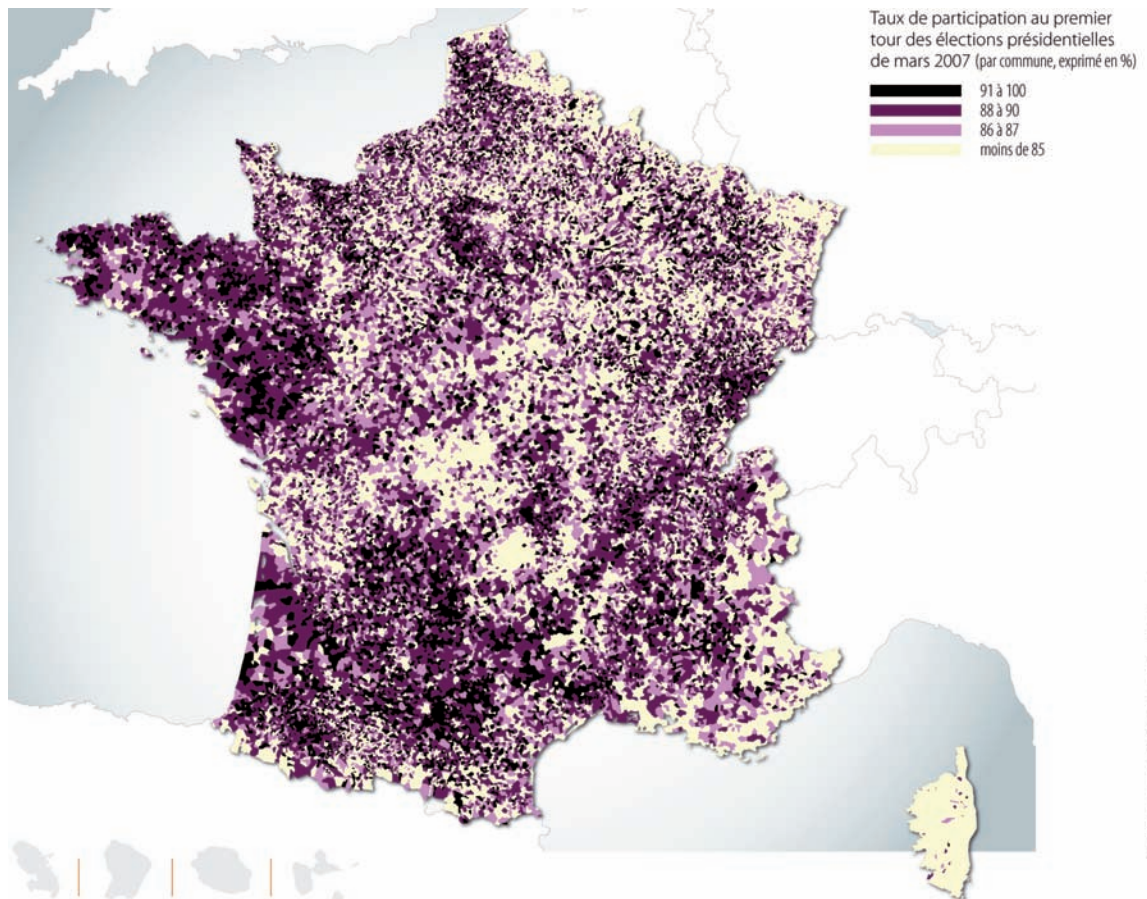 Taux de participation au premier
tour des élections présidentielles
de mars 2007 (par commune, exprimé en %)
91 à 100
88 à 90
86 à 87
moins de 85